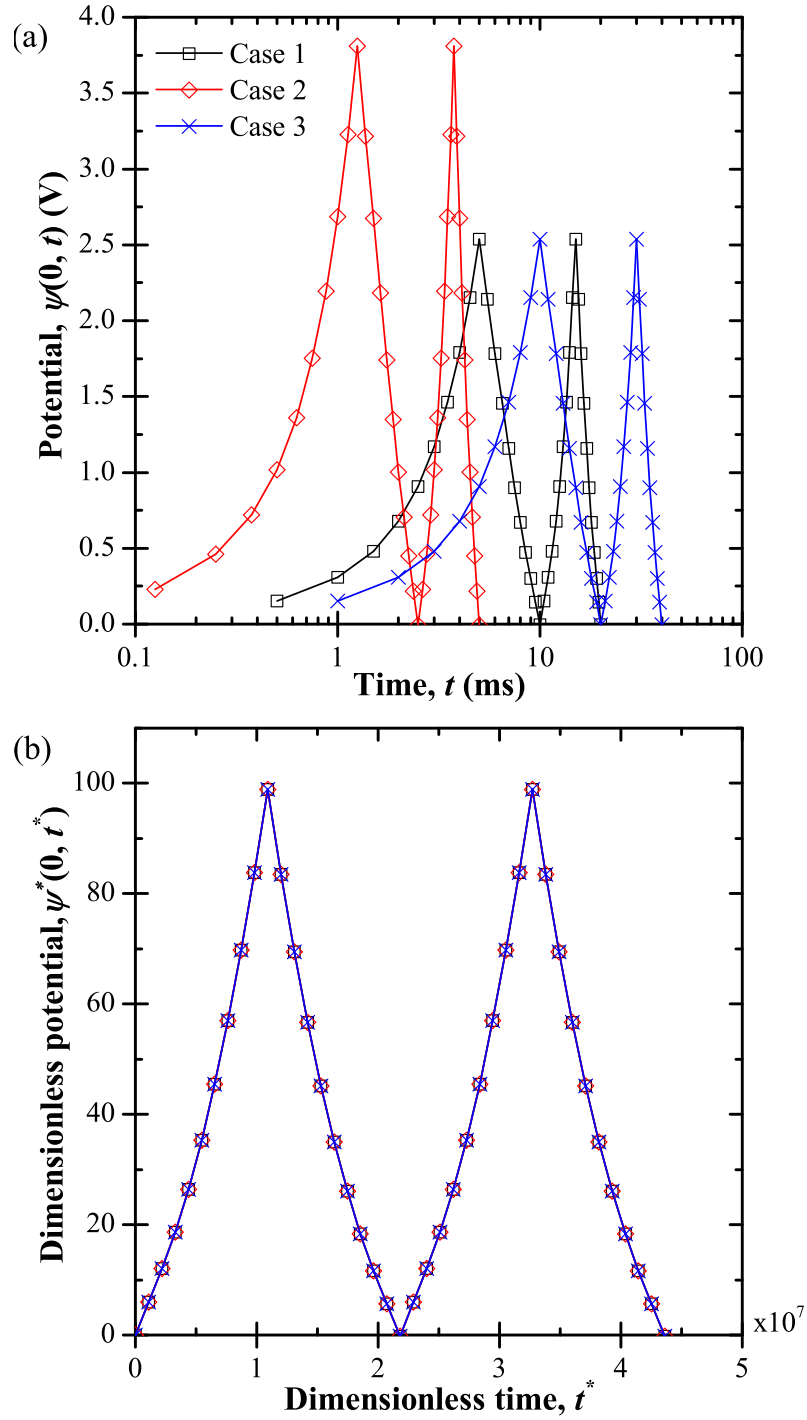 (a)
Case 1
Case 2
Case 3
4.0
3.5
3.0
2.5
2.0
1.5
1.0
0.5
0.0
Potential, ψ(0, t) (V)
0.1 1 10 100
Time, t (ms)
(b)
100
80
60
40
20
0
Dimensionless potential, ψ*(0, t*)
0 1 2 3 4 5
x10⁷
Dimensionless time, t*